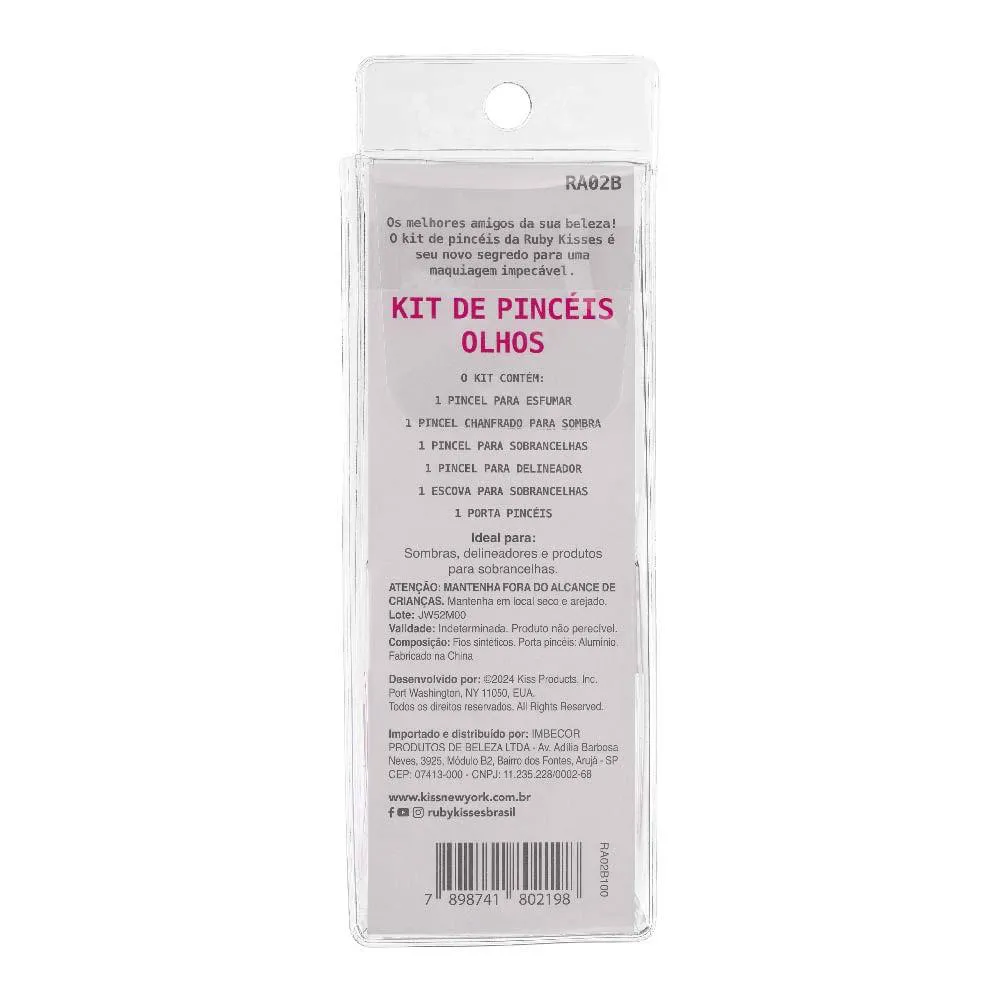 RA02B
Os melhores amigos da sua beleza!
O kit de pincéis da Ruby Kisses é
seu novo segredo para uma
maquiagem impecável.
KIT DE PINCÉIS
OLHOS
O KIT CONTÉM:
1 PINCEL PARA ESFUMAR
1 PINCEL CHANFRADO PARA SOMBRA
1 PINCEL PARA SOBRANCELHAS
1 PINCEL PARA DELINEADOR
1 ESCOVA PARA SOBRANCELHAS
1 PORTA PINCÉIS
Ideal para:
Sombras, delineadores e produtos
para sobrancelhas.
ATENÇÃO: MANTENHA FORA DO ALCANCE DE
CRIANÇAS. Mantenha em local seco e arejado.
Lote: JW52M00
Validade: Indeterminada. Produto não perecível.
Composição: Fios sintéticos. Porta pincéis: Alumínio.
Fabricado na China
Desenvolvido por: ©2024 Kiss Products, Inc.
Port Washington, NY 11050, EUA.
Todos os direitos reservados. All Rights Reserved.
Importado e distribuído por: IMBECOR
PRODUTOS DE BELEZA LTDA - Av. Adília Barbosa
Neves, 3925, Módulo B2, Bairro dos Fontes, Arujá - SP
CEP: 07413-000 - CNPJ: 11.235.228/0002-68
www.kissnewyork.com.br
rubykissesbrasil
RA02B100
7 898741 802198